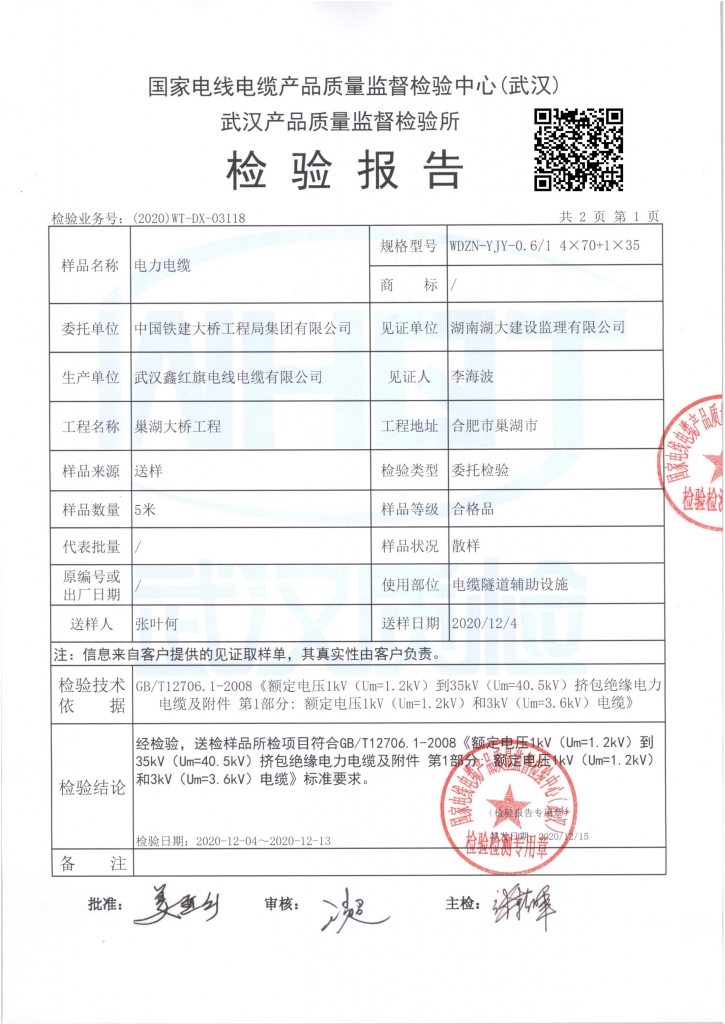 国家电线电缆产品质量监督检验中心(武汉)
武汉产品质量监督检验所
检验报告
检验业务号：(2020)WT-DX-03118
共 2 页 第 1 页
样品名称 电力电缆 规格型号 WDZN-YJY-0.6/1 4×70+1×35
商 标 /
委托单位 中国铁建大桥工程局集团有限公司 见证单位 湖南湖大建设监理有限公司
生产单位 武汉鑫红旗电线电缆有限公司 见证人 李海波
工程名称 巢湖大桥工程 工程地址 合肥市巢湖市
样品来源 送样 检验类型 委托检验
样品数量 5米 样品等级 合格品
代表批量 / 样品状况 散样
原编号或
出厂日期 / 使用部位 电缆隧道辅助设施
送样人 张叶何 送样日期 2020/12/4
注：信息来自客户提供的见证取样单，其真实性由客户负责。
检验技术
依 据
GB/T12706.1-2008《额定电压1kV（Um=1.2kV）到35kV（Um=40.5kV）挤包绝缘电力
电缆及附件 第1部分：额定电压1kV（Um=1.2kV）和3kV（Um=3.6kV）电缆》
检验结论
经检验，送检样品所检项目符合GB/T12706.1-2008《额定电压1kV（Um=1.2kV）到
35kV（Um=40.5kV）挤包绝缘电力电缆及附件 第1部分：额定电压1kV（Um=1.2kV）
和3kV（Um=3.6kV）电缆》标准要求。
（检验报告专用章）
签发日期：2020/12/15
检验日期：2020-12-04～2020-12-13
国家电线电缆产品质量监督检验中心（武汉）
检验检测专用章
国家电线电缆产品质
检验检测
备 注
批准：
审核：
主检：
WHNT
武汉质检